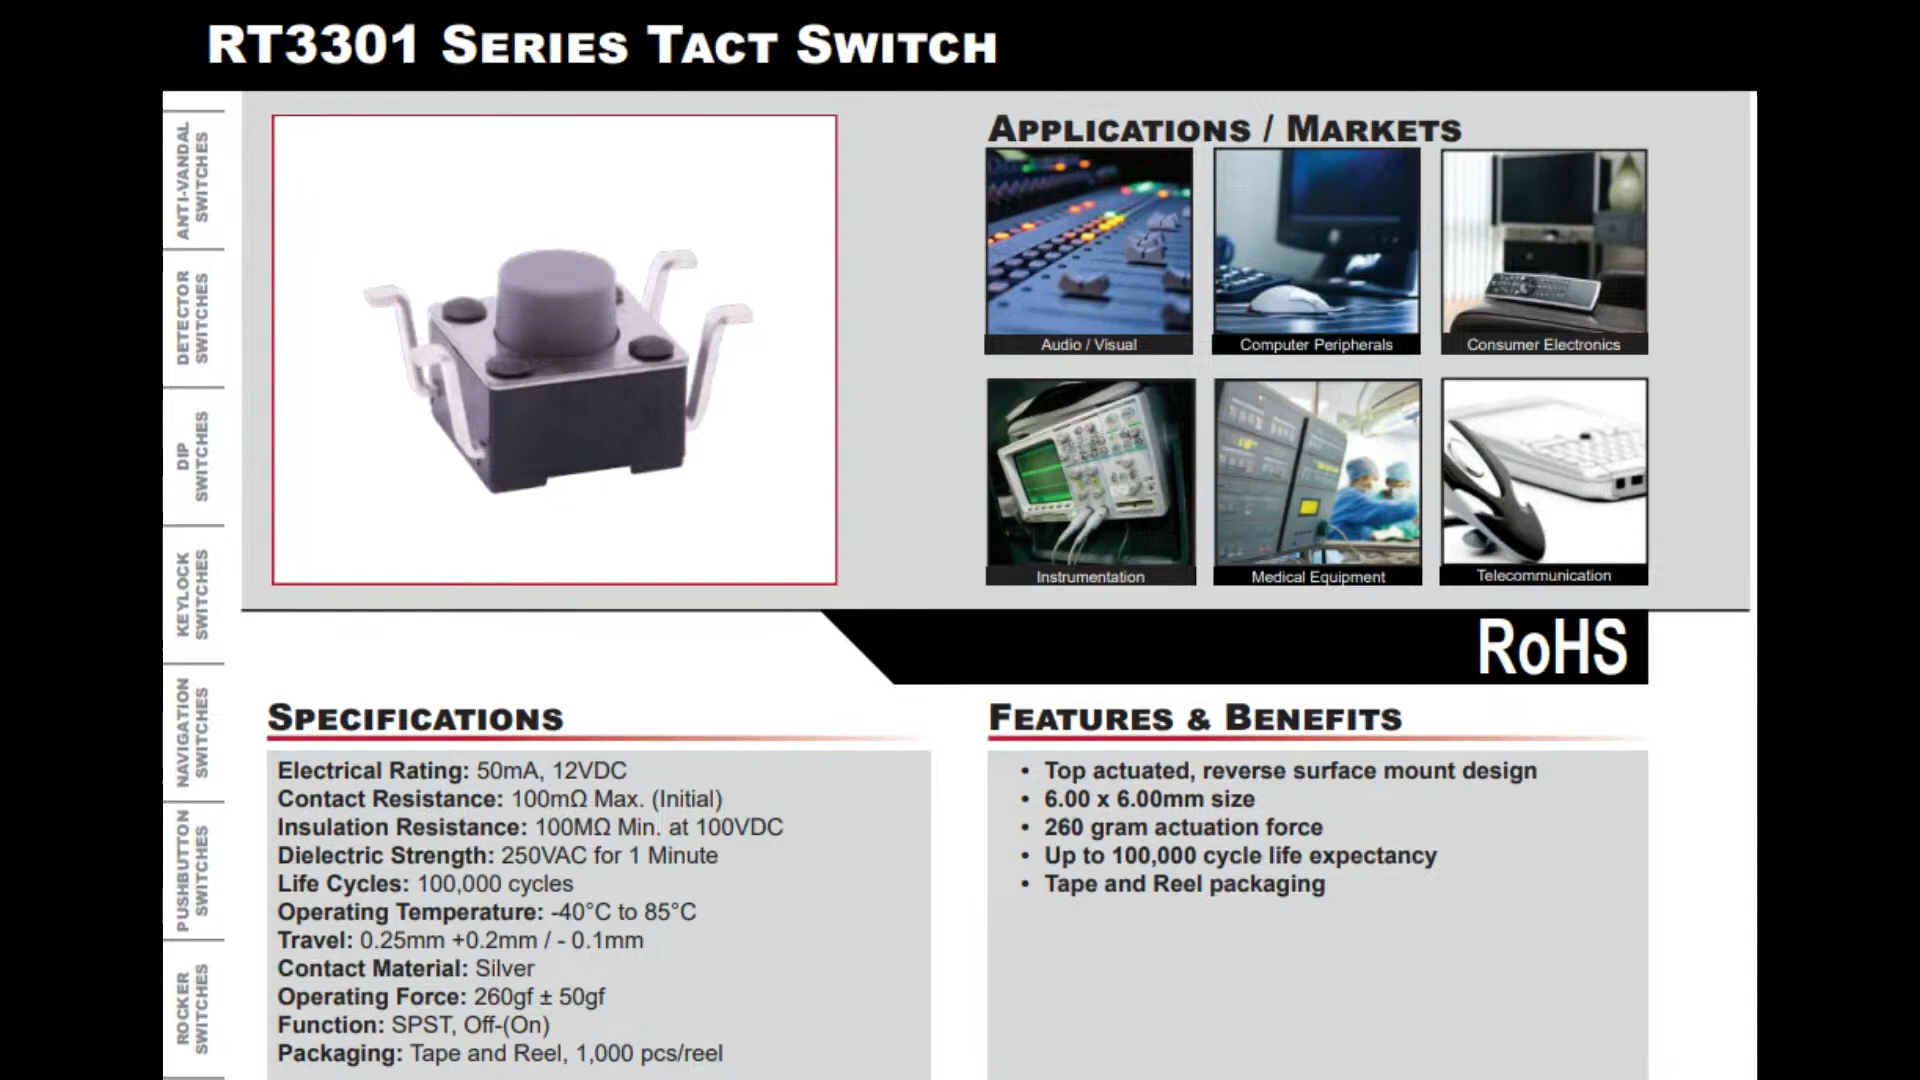 RT3301 SERIES TACT SWITCH
ANTI-VANDAL
SWITCHES
DETECTOR
SWITCHES
DIP
SWITCHES
KEYLOCK
SWITCHES
NAVIGATION
SWITCHES
PUSHBUTTON
SWITCHES
ROCKER
SWITCHES
APPLICATIONS / MARKETS
Audio / Visual
Computer Peripherals
Consumer Electronics
Instrumentation
Medical Equipment
Telecommunication
RoHS
SPECIFICATIONS
Electrical Rating: 50mA, 12VDC
Contact Resistance: 100mΩ Max. (Initial)
Insulation Resistance: 100MΩ Min. at 100VDC
Dielectric Strength: 250VAC for 1 Minute
Life Cycles: 100,000 cycles
Operating Temperature: -40°C to 85°C
Travel: 0.25mm +0.2mm / - 0.1mm
Contact Material: Silver
Operating Force: 260gf ± 50gf
Function: SPST, Off-(On)
Packaging: Tape and Reel, 1,000 pcs/reel
FEATURES & BENEFITS
• Top actuated, reverse surface mount design
• 6.00 x 6.00mm size
• 260 gram actuation force
• Up to 100,000 cycle life expectancy
• Tape and Reel packaging